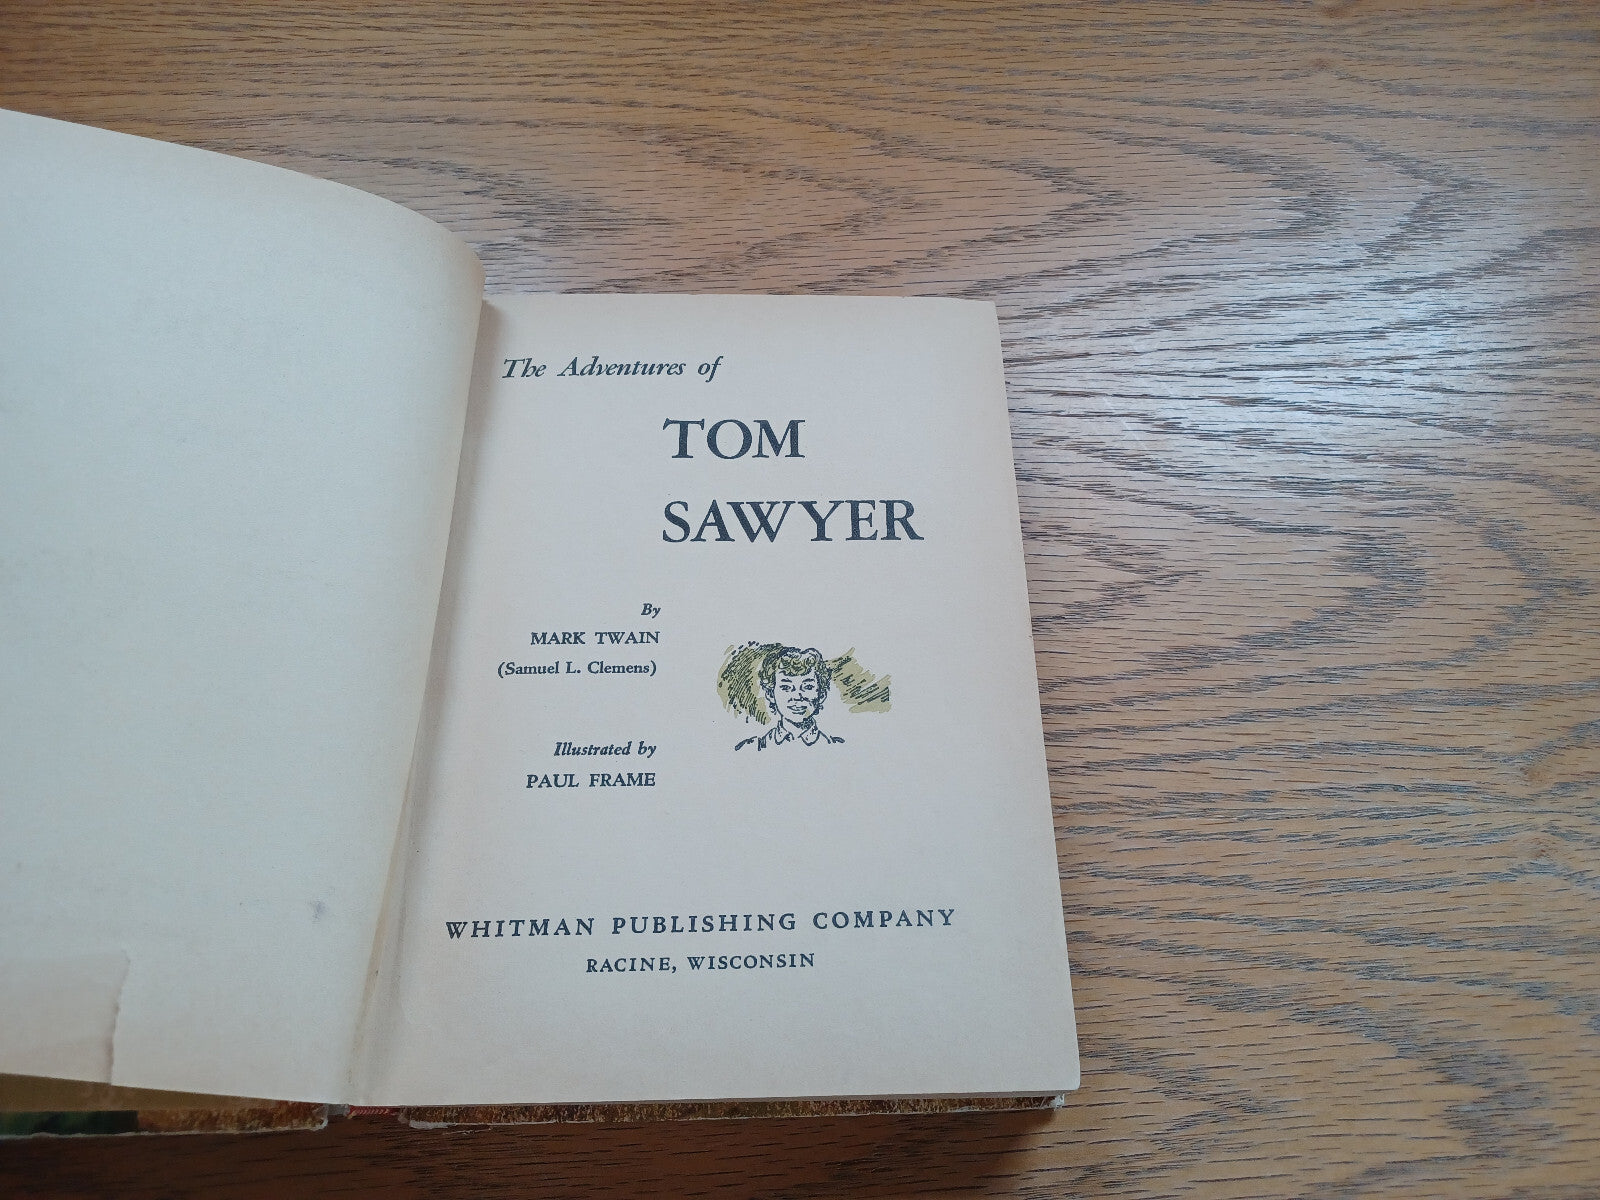 The Adventures of
TOM
SAWYER
By
MARK TWAIN
(Samuel L. Clemens)
Illustrated by
PAUL FRAME
WHITMAN PUBLISHING COMPANY
RACINE, WISCONSIN